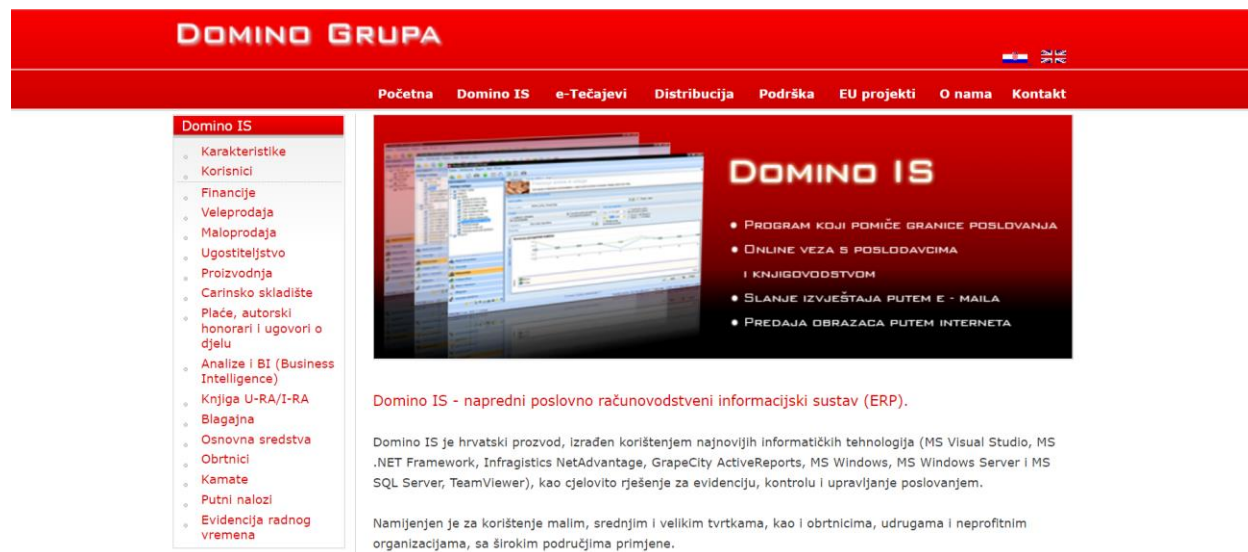 Domino Grupa
Početna Domino IS e-Tečajevi Distribucija Podrška EU projekti O nama Kontakt
Domino IS
Karakteristike
Korisnici
Financije
Veleprodaja
Maloprodaja
Ugostiteljstvo
Proizvodnja
Carinsko skladište
Plaće, autorski
honorari i ugovori o
djelu
Analize i BI (Business
Intelligence)
Knjiga U-RA/I-RA
Blagajna
Osnovna sredstva
Obrtnici
Kamate
Putni nalozi
Evidencija radnog
vremena
Domino IS
Program koji pomiče granice poslovanja
Online veza s poslodavcima
i knjigovodstvom
Slanje izvještaja putem e - maila
Predaja obrazaca putem interneta
Domino IS - napredni poslovno računovodstveni informacijski sustav (ERP).
Domino IS je hrvatski prozvod, izrađen korištenjem najnovijih informatičkih tehnologija (MS Visual Studio, MS
.NET Framework, Infragistics NetAdvantage, GrapeCity ActiveReports, MS Windows, MS Windows Server i MS
SQL Server, TeamViewer), kao cjelovito rješenje za evidenciju, kontrolu i upravljanje poslovanjem.
Namijenjen je za korištenje malim, srednjim i velikim tvrtkama, kao i obrtnicima, udrugama i neprofitnim
organizacijama, sa širokim područjima primjene.